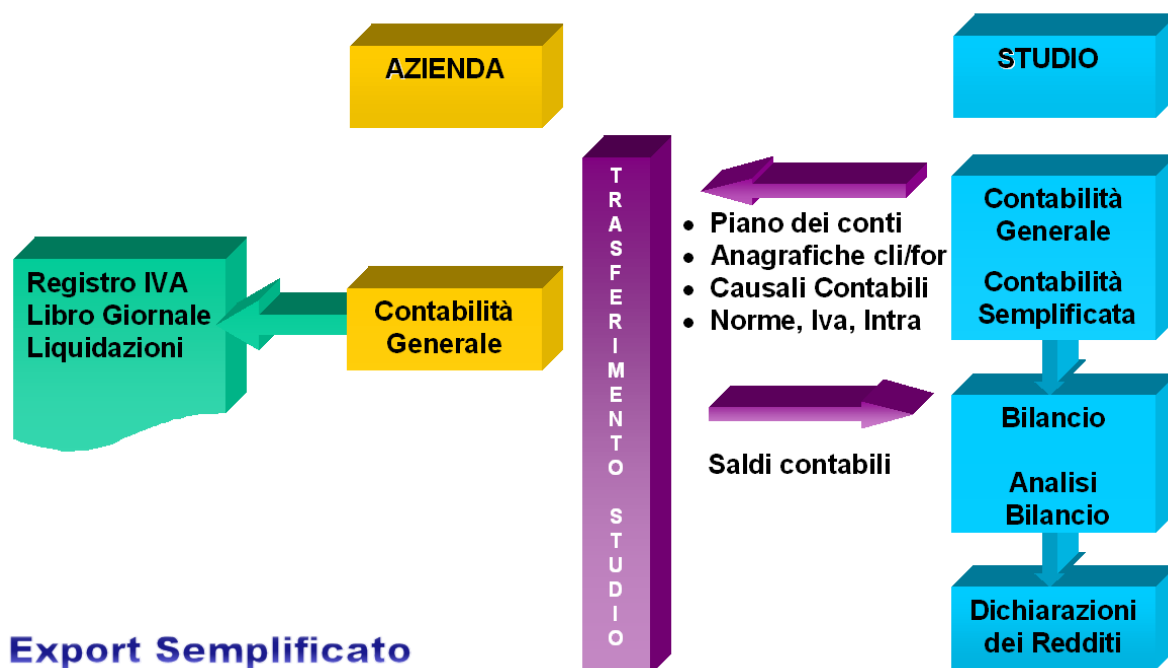 AZIENDA
STUDIO
Registro IVA
Libro Giornale
Liquidazioni
Contabilità
Generale
TRASFERIMENTO STUDIO
• Piano dei conti
• Anagrafiche cli/for
• Causali Contabili
• Norme, Iva, Intra
Saldi contabili
Contabilità
Generale
Contabilità
Semplificata
Bilancio
Analisi
Bilancio
Dichiarazioni
dei Redditi
Export Semplificato